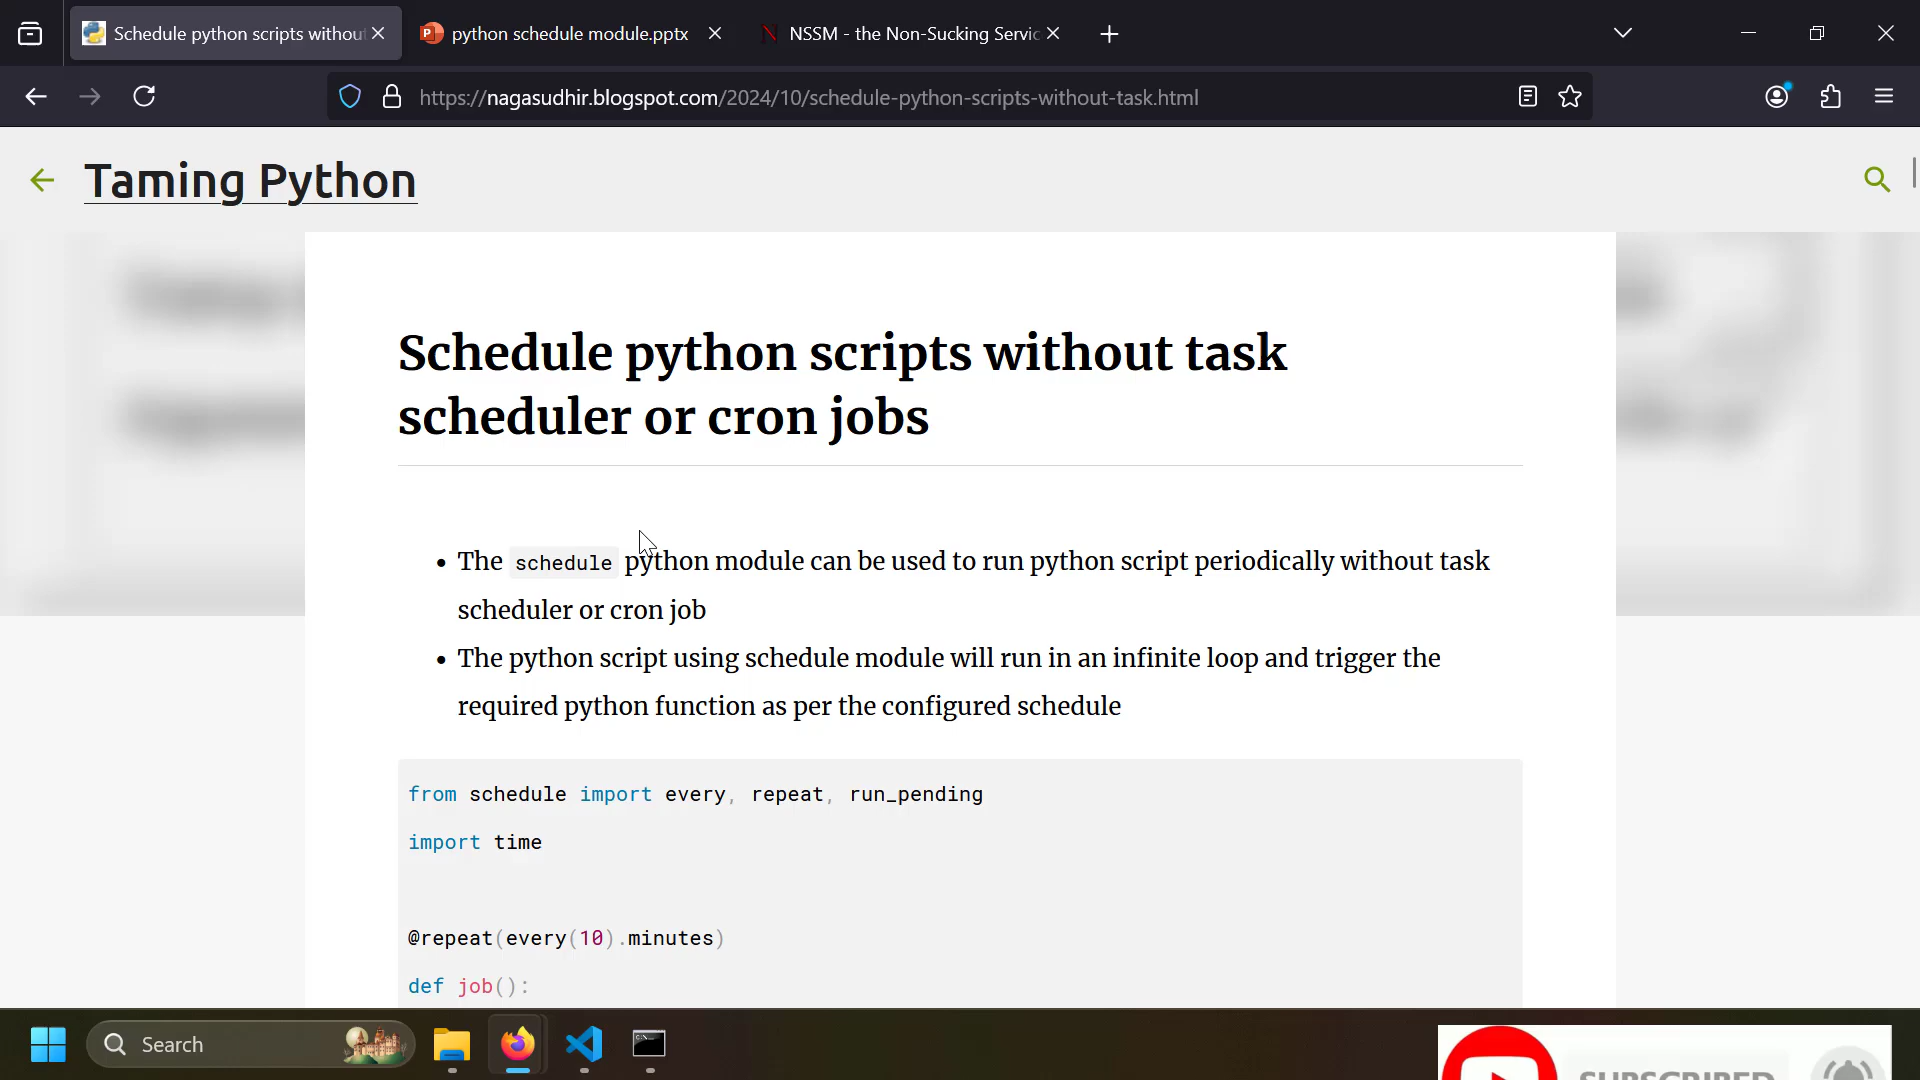 Schedule python scripts withou
python schedule module.pptx
NSSM - the Non-Sucking Servic
https://nagasudhir.blogspot.com/2024/10/schedule-python-scripts-without-task.html
Taming Python
Schedule python scripts without task
scheduler or cron jobs
• The schedule python module can be used to run python script periodically without task
scheduler or cron job
• The python script using schedule module will run in an infinite loop and trigger the
required python function as per the configured schedule
from schedule import every, repeat, run_pending
import time
@repeat(every(10).minutes)
def job():
Search
SUBSCRIBED